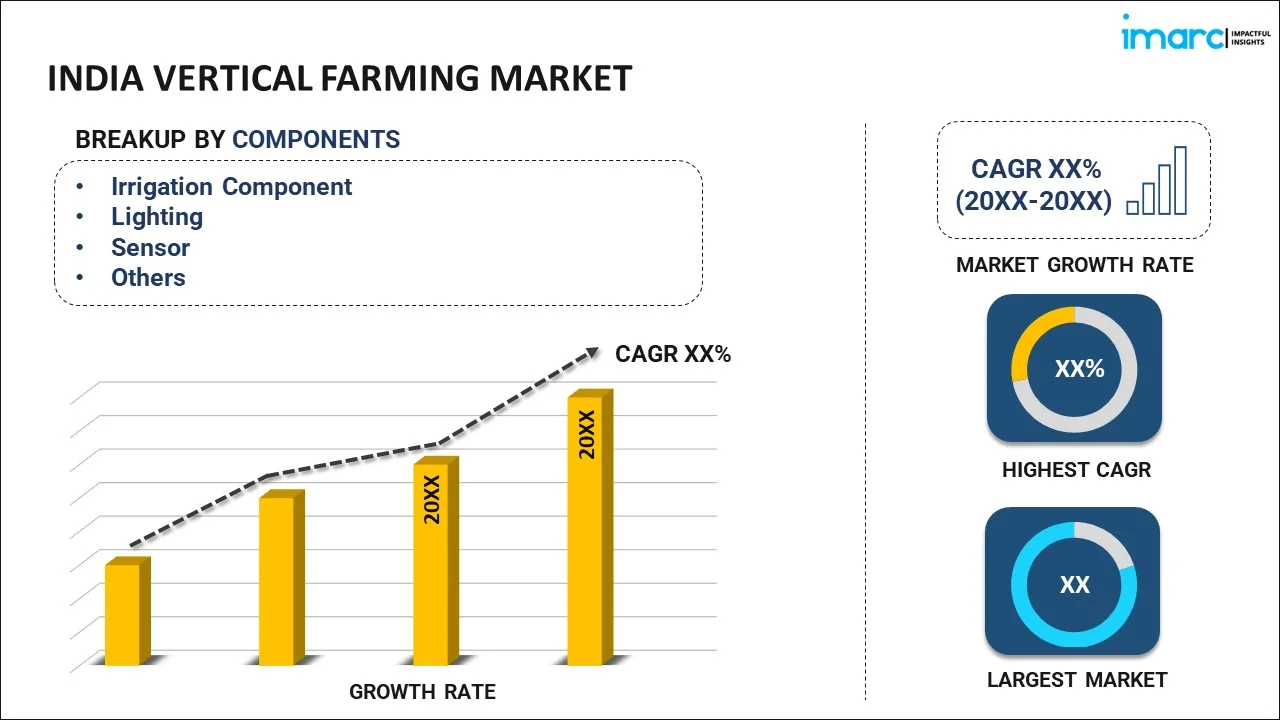 imarc
IMPACTFUL
INSIGHTS
INDIA VERTICAL FARMING MARKET
BREAKUP BY COMPONENTS
• Irrigation Component
• Lighting
• Sensor
• Others
CAGR XX%
20XX
20XX
GROWTH RATE
CAGR XX%
(20XX-20XX)
MARKET GROWTH RATE
XX%
HIGHEST CAGR
XX
LARGEST MARKET